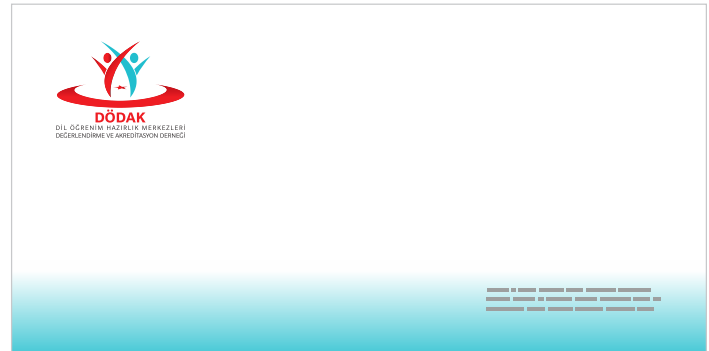 DÖDAK
DİL ÖĞRENİM HAZIRLIK MERKEZLERİ
DEĞERLENDİRME VE AKREDİTASYON DERNEĞİ